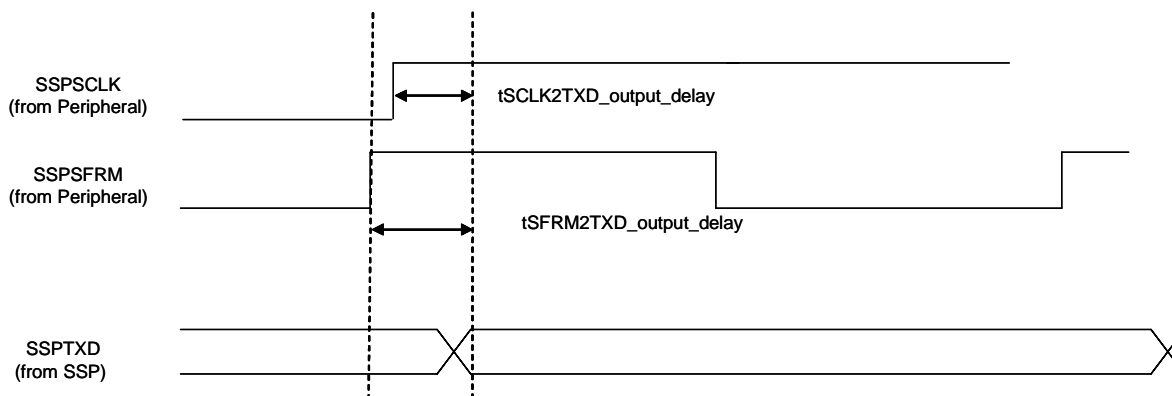 SSPSCLK
(from Peripheral)
tSCLK2TXD_output_delay
SSPSFRM
(from Peripheral)
tSFRM2TXD_output_delay
SSPTXD
(from SSP)